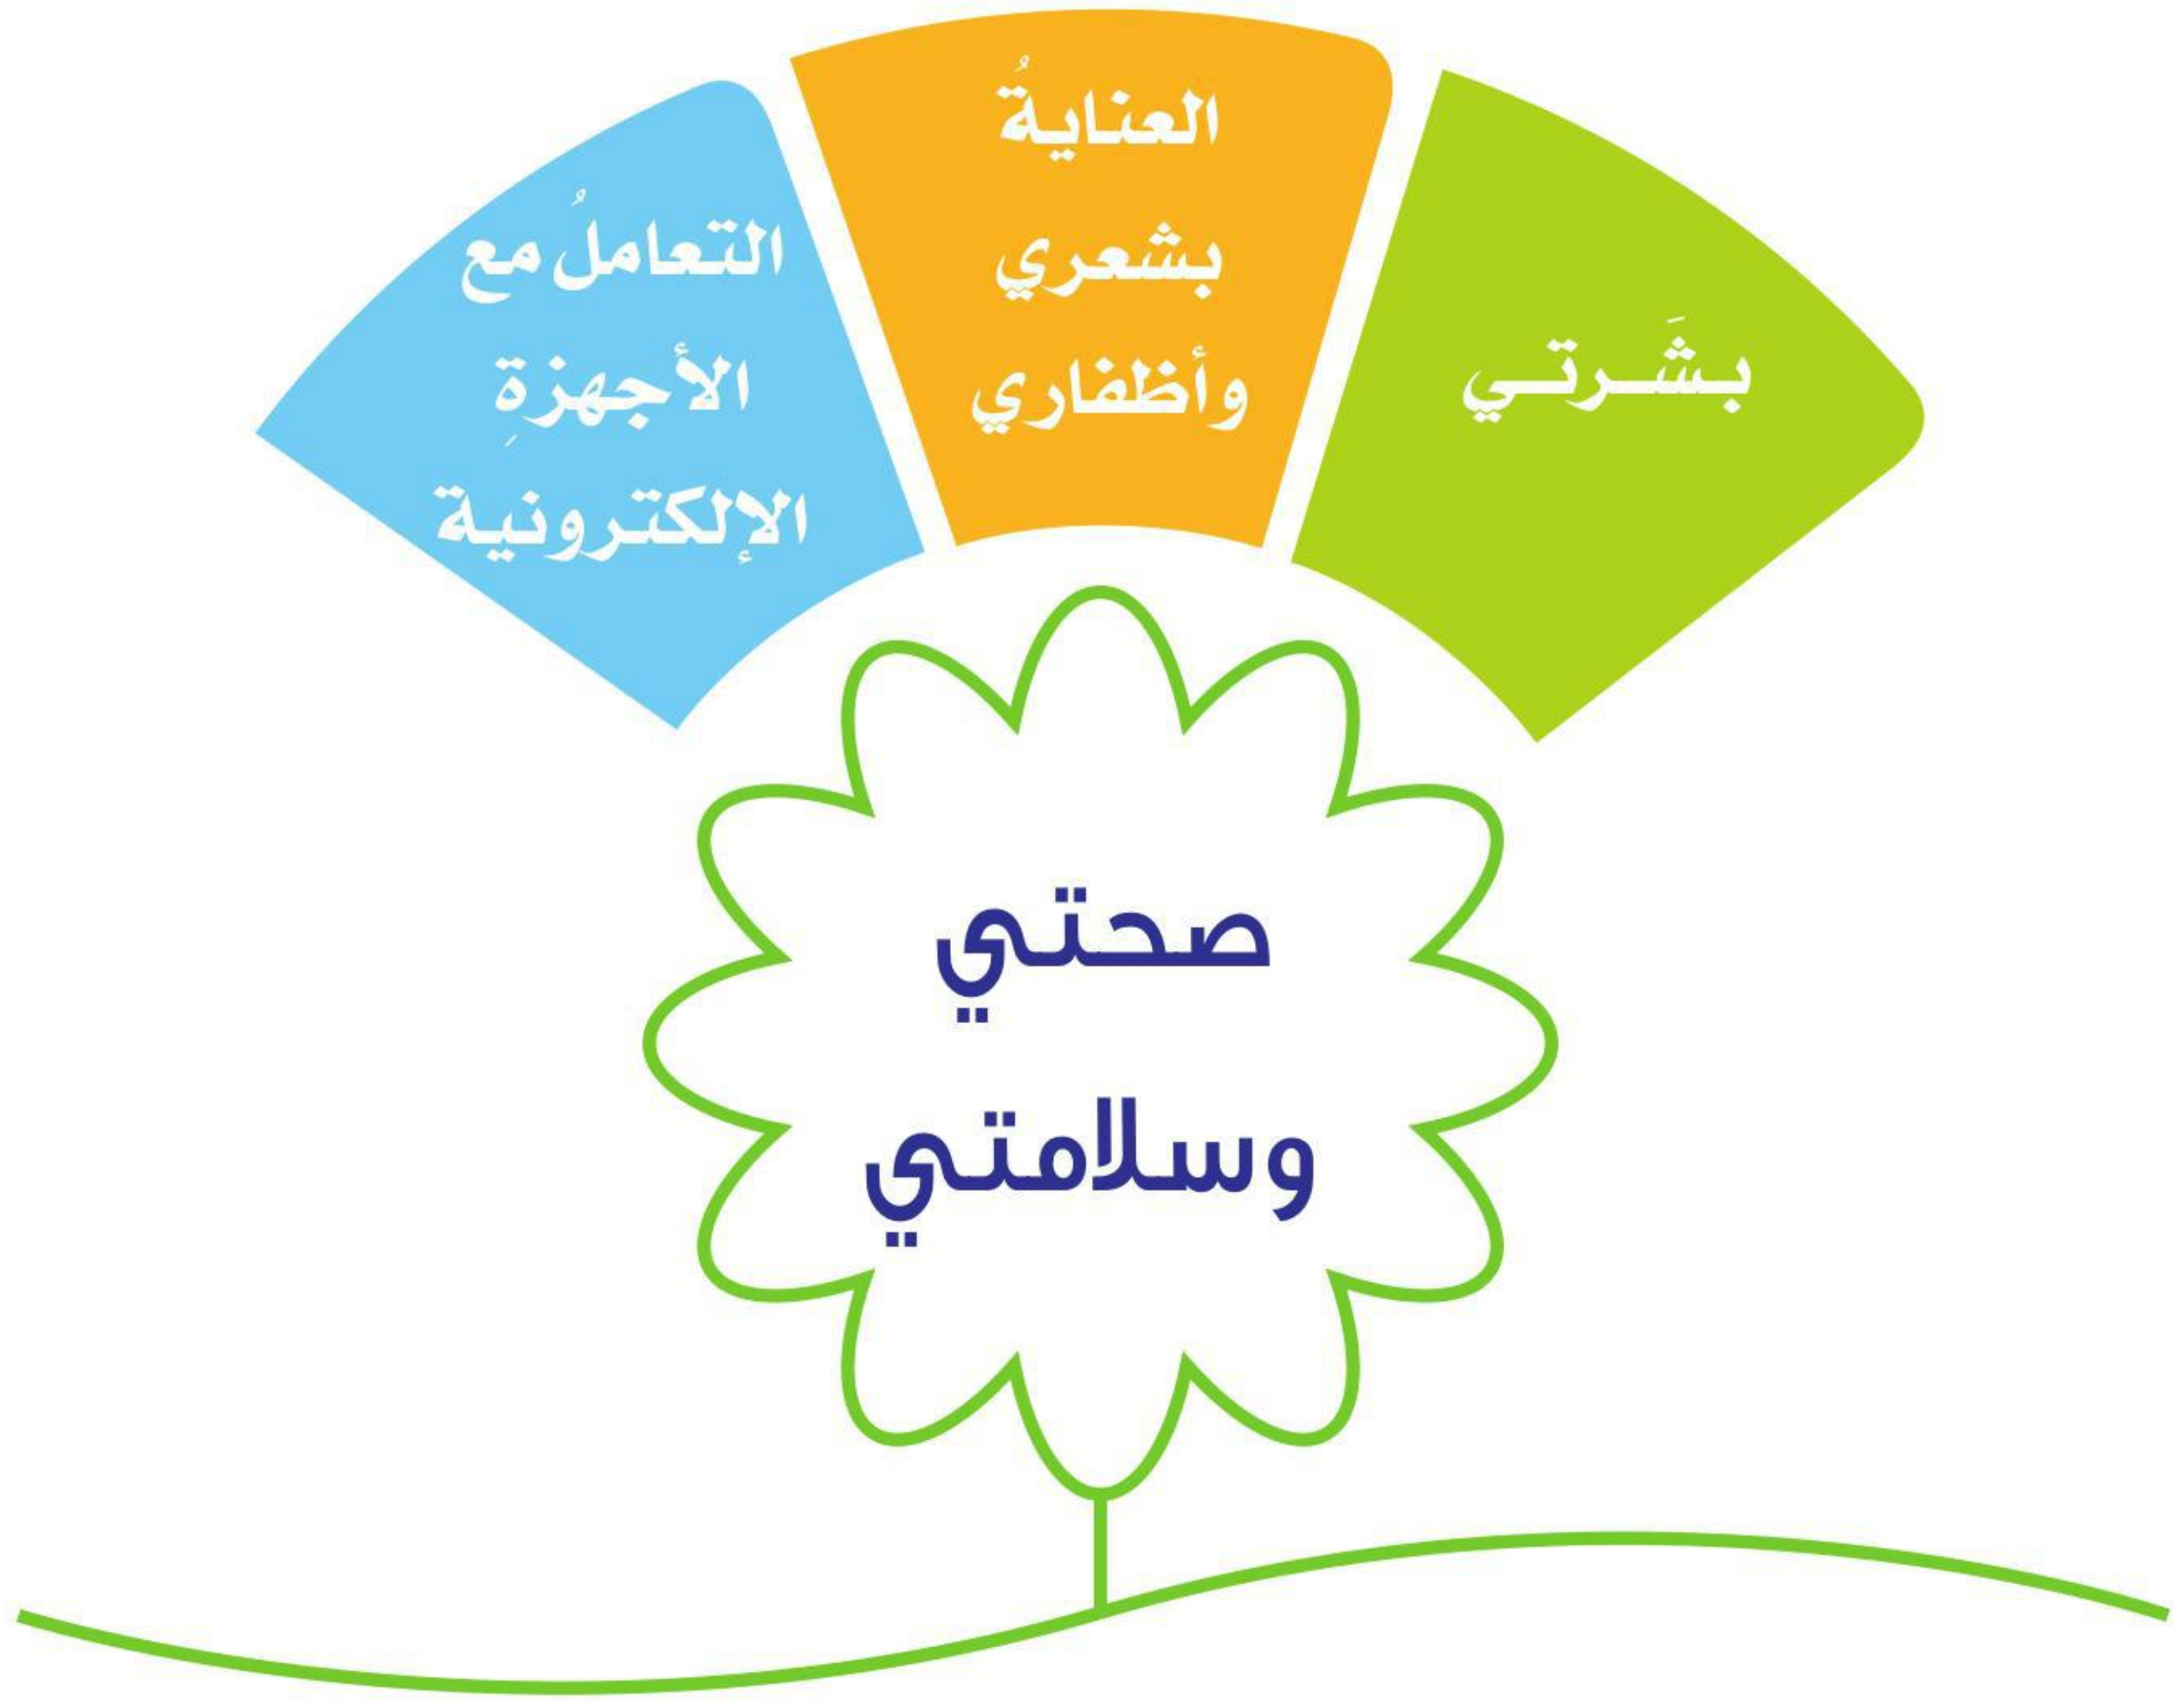 بشَرتي
العنايةُ
بشعري
وأظفاري
التعاملُ مع
الأجهزةِ
الإلكترونية
صحتي
وسلامتي